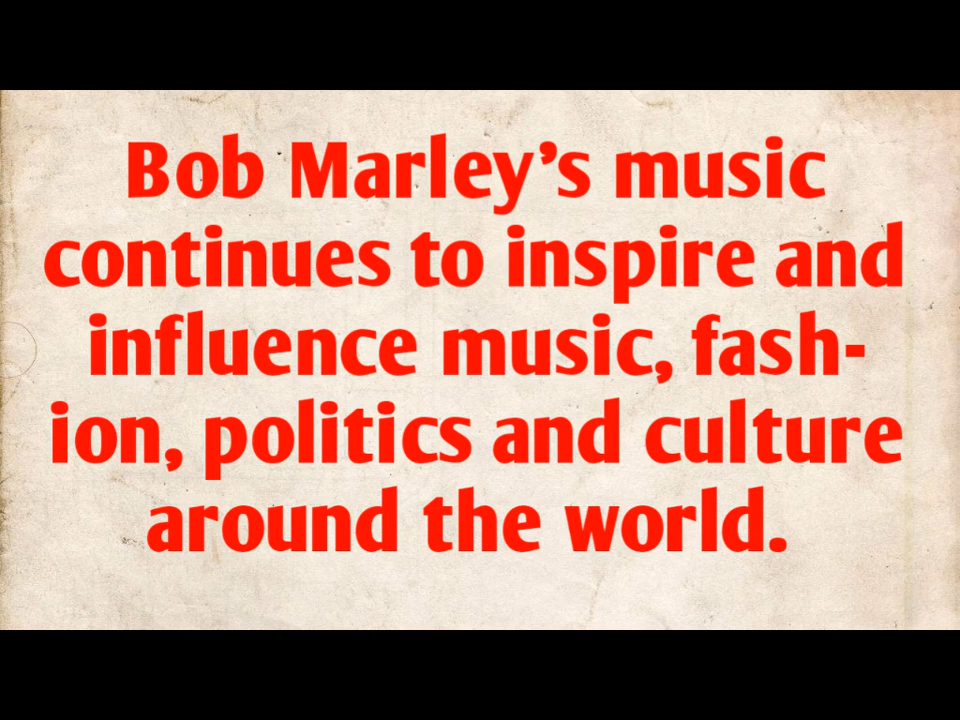 Bob Marley’s music
continues to inspire and
influence music, fash-
ion, politics and culture
around the world.